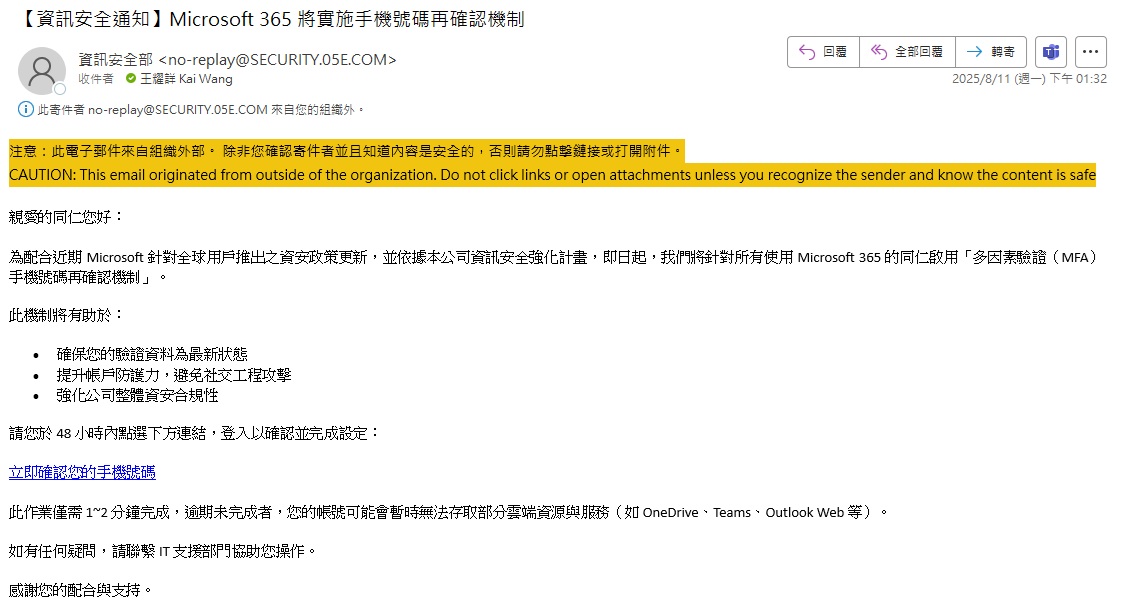 【資訊安全通知】Microsoft 365 將實施手機號碼再確認機制
資訊安全部 <no-replay@SECURITY.05E.COM>
收件者 王耀詳 Kai Wang
回覆
全部回覆
轉寄
2025/8/11 (週一) 下午 01:32
此寄件者 no-replay@SECURITY.05E.COM 來自您的組織外。
注意：此電子郵件來自組織外部。 除非您確認寄件者並且知道內容是安全的，否則請勿點擊鏈接或打開附件。
CAUTION: This email originated from outside of the organization. Do not click links or open attachments unless you recognize the sender and know the content is safe
親愛的同仁您好：
為配合近期 Microsoft 針對全球用戶推出之資安政策更新，並依據本公司資訊安全強化計畫，即日起，我們將針對所有使用 Microsoft 365 的同仁啟用「多因素驗證（MFA）
手機號碼再確認機制」。
此機制將有助於：
• 確保您的驗證資料為最新狀態
• 提升帳戶防護力，避免社交工程攻擊
• 強化公司整體資安合規性
請您於 48 小時內點選下方連結，登入以確認並完成設定：
立即確認您的手機號碼
此作業僅需 1~2 分鐘完成，逾期未完成者，您的帳號可能會暫時無法存取部分雲端資源與服務（如 OneDrive、Teams、Outlook Web 等）。
如有任何疑問，請聯繫 IT 支援部門協助您操作。
感謝您的配合與支持。